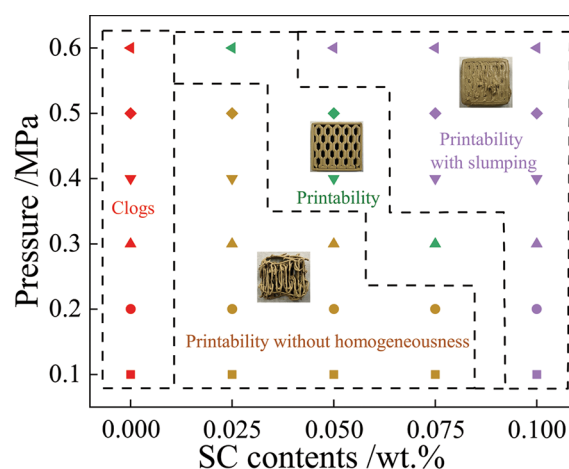 Pressure /MPa
0.6
0.5
0.4
0.3
0.2
0.1
Clogs
Printability
with slumping
Printability
Printability without homogeneousness
0.000
0.025
0.050
0.075
0.100
SC contents /wt.%